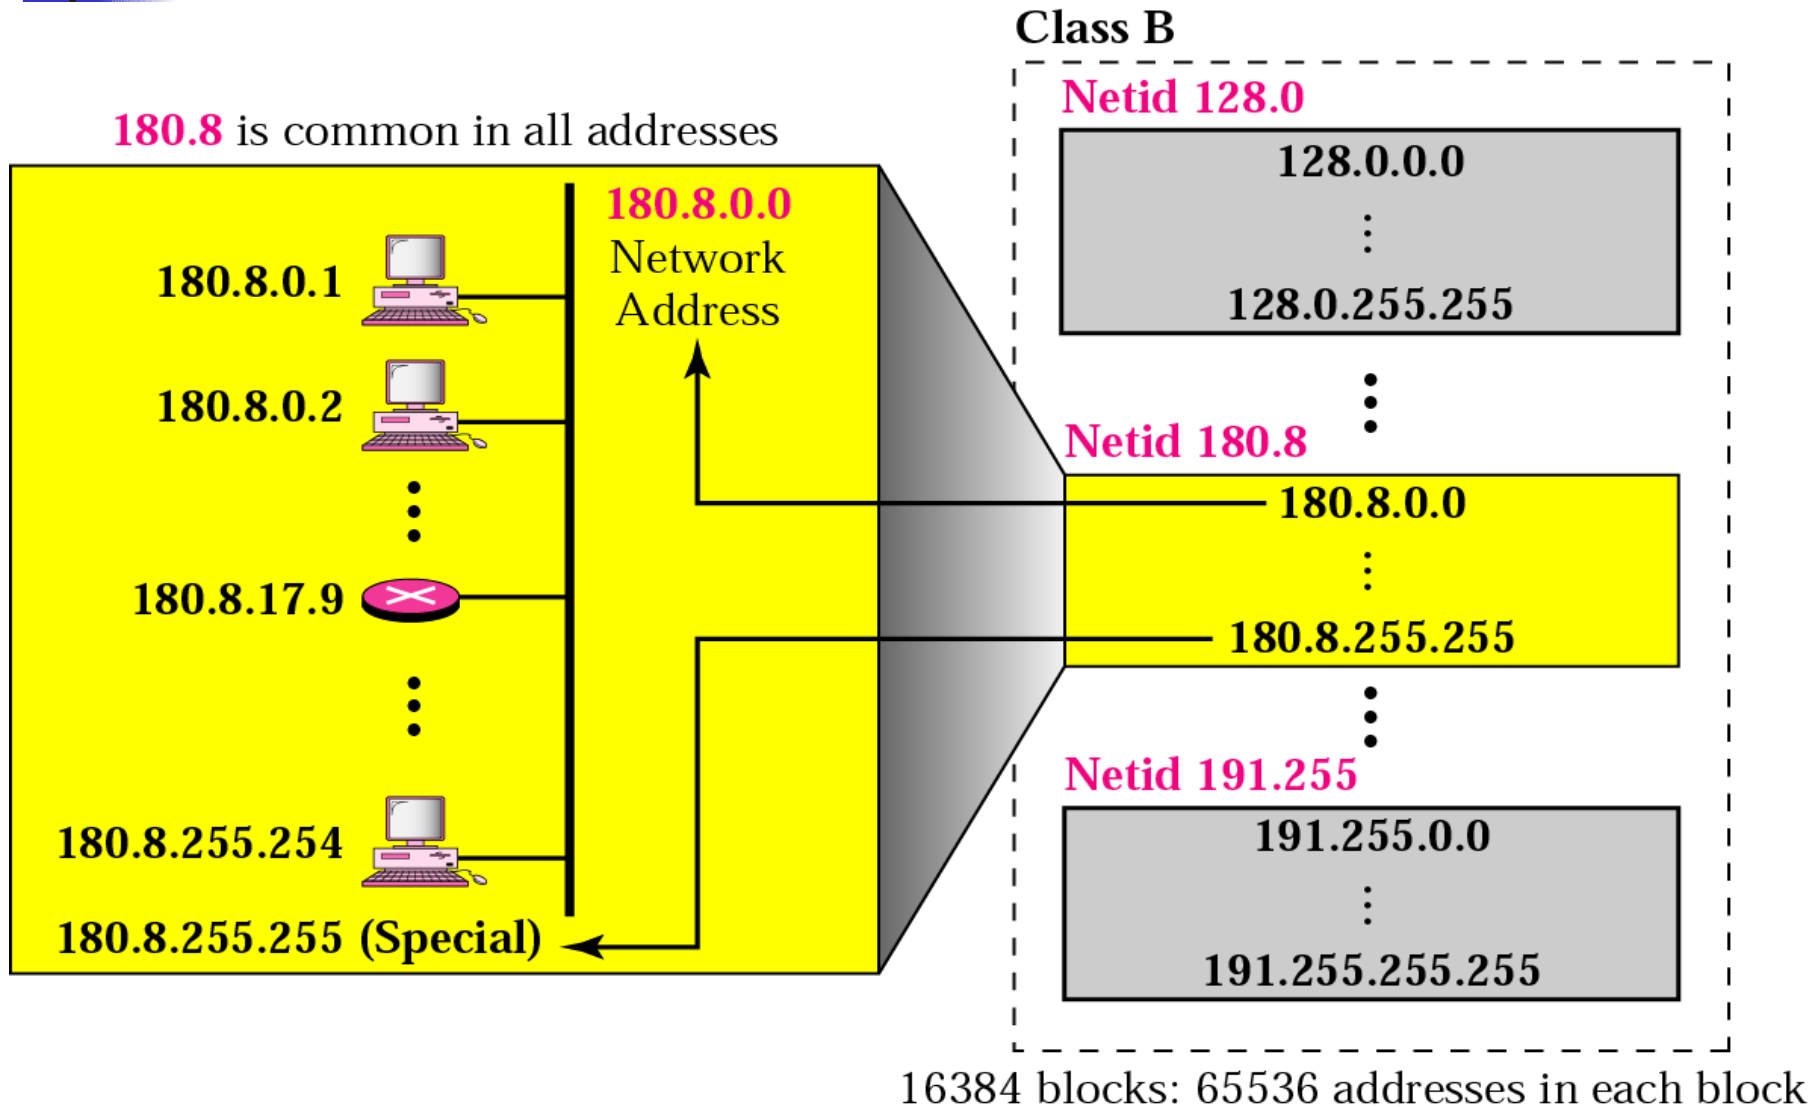 Class B
180.8 is common in all addresses
180.8.0.0
Network
Address
180.8.0.1
180.8.0.2
180.8.17.9
180.8.255.254
180.8.255.255 (Special)
Netid 128.0
128.0.0.0
128.0.255.255
Netid 180.8
180.8.0.0
180.8.255.255
Netid 191.255
191.255.0.0
191.255.255.255
16384 blocks: 65536 addresses in each block